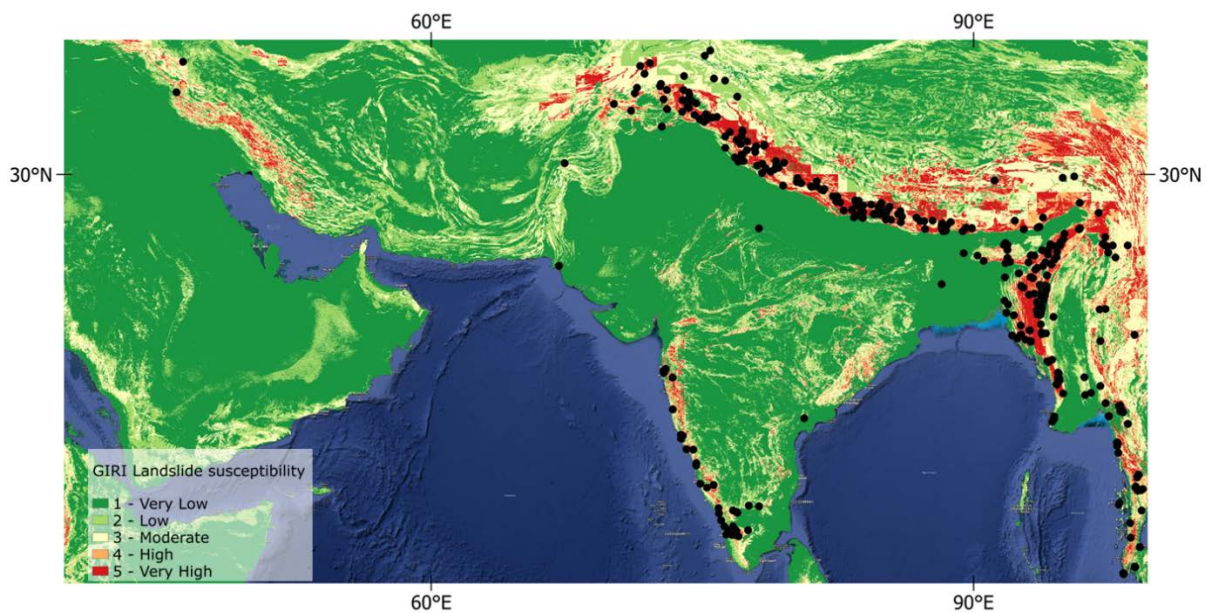 60°E 90°E
30°N 30°N
GIRI Landslide susceptibility
1 - Very Low
2 - Low
3 - Moderate
4 - High
5 - Very High
60°E 90°E